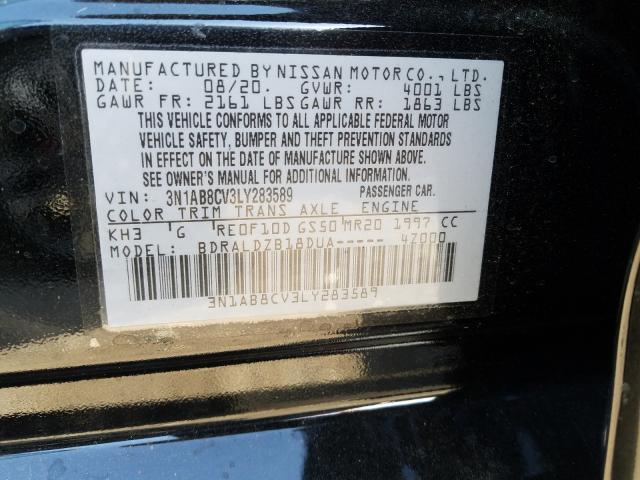 MANUFACTURED BY NISSAN MOTOR CO., LTD.
DATE: 08/20. GVWR: 4001 LBS
GAWR FR: 2161 LBS GAWR RR: 1863 LBS
THIS VEHICLE CONFORMS TO ALL APPLICABLE FEDERAL MOTOR
VEHICLE SAFETY, BUMPER AND THEFT PREVENTION STANDARDS
IN EFFECT ON THE DATE OF MANUFACTURE SHOWN ABOVE.
SEE OWNER'S MANUAL FOR ADDITIONAL INFORMATION.
VIN: 3N1AB8CV3LY283589 PASSENGER CAR.
COLOR TRIM TRANS AXLE ENGINE
KH3 'G 'RE0F10D GS50'MR20 1997 CC
MODEL: BDRALDZB18DUA----- 4Z000
3N1AB8CV3LY283589